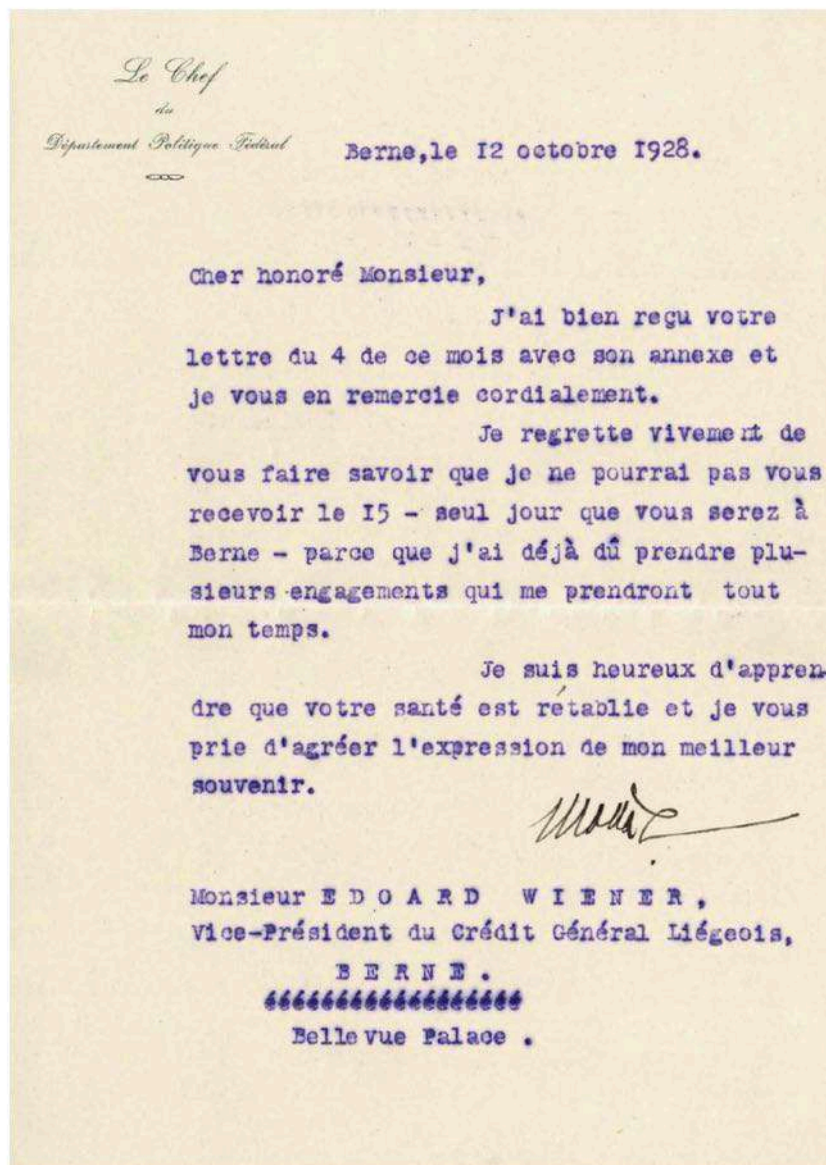 Le Chef
du
Département Politique Fédéral
Berne,le I2 octobre I928.
Cher honoré Monsieur,
J'ai bien reçu votre
lettre du 4 de ce mois avec son annexe et
je vous en remercie cordialement.
Je regrette vivement de
vous faire savoir que je ne pourrai pas vous
recevoir le I5 - seul jour que vous serez à
Berne - parce que j'ai déjà dû prendre plu-
sieurs engagements qui me prendront tout
mon temps.
Je suis heureux d'appren-
dre que votre santé est rétablie et je vous
prie d'agréer l'expression de mon meilleur
souvenir.
Monsieur E D O A R D W I E N E R ,
Vice-Président du Crédit Général Liégeois,
B E R N E .
Bellevue Palace .